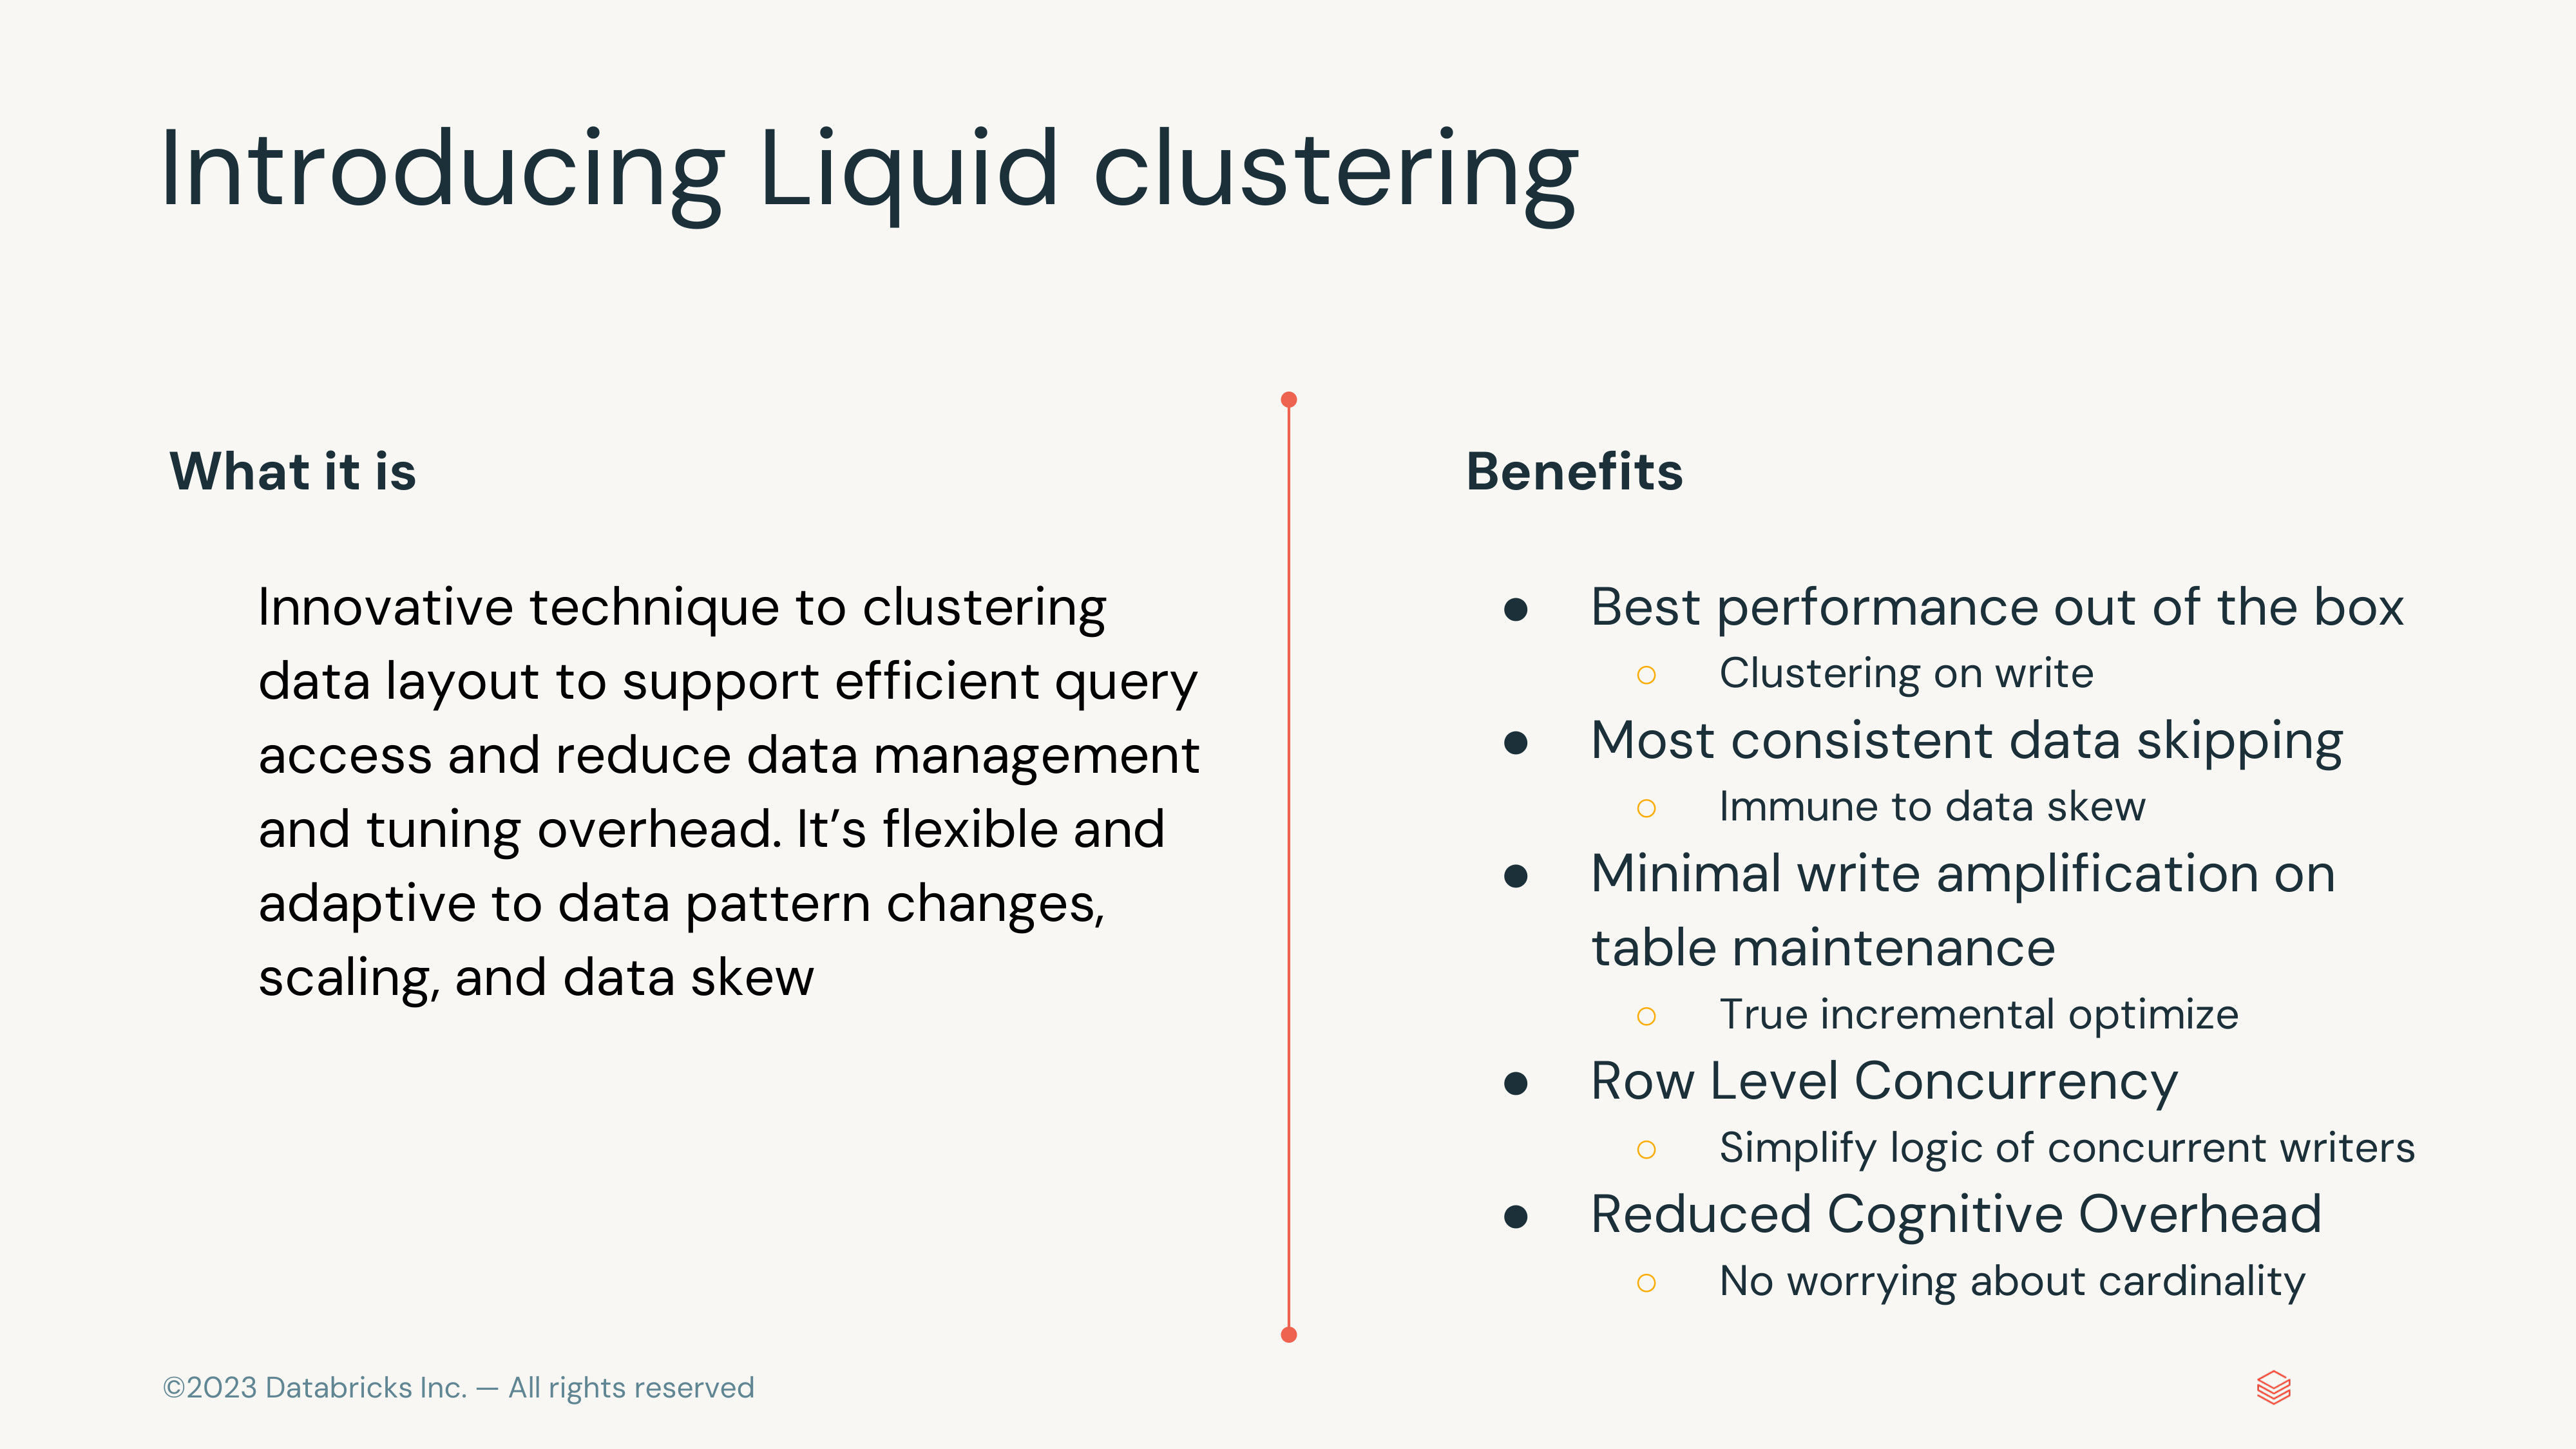 Introducing Liquid clustering
What it is
Innovative technique to clustering
data layout to support efficient query
access and reduce data management
and tuning overhead. It’s flexible and
adaptive to data pattern changes,
scaling, and data skew
Benefits
● Best performance out of the box
○ Clustering on write
● Most consistent data skipping
○ Immune to data skew
● Minimal write amplification on
table maintenance
○ True incremental optimize
● Row Level Concurrency
○ Simplify logic of concurrent writers
● Reduced Cognitive Overhead
○ No worrying about cardinality
©2023 Databricks Inc. — All rights reserved